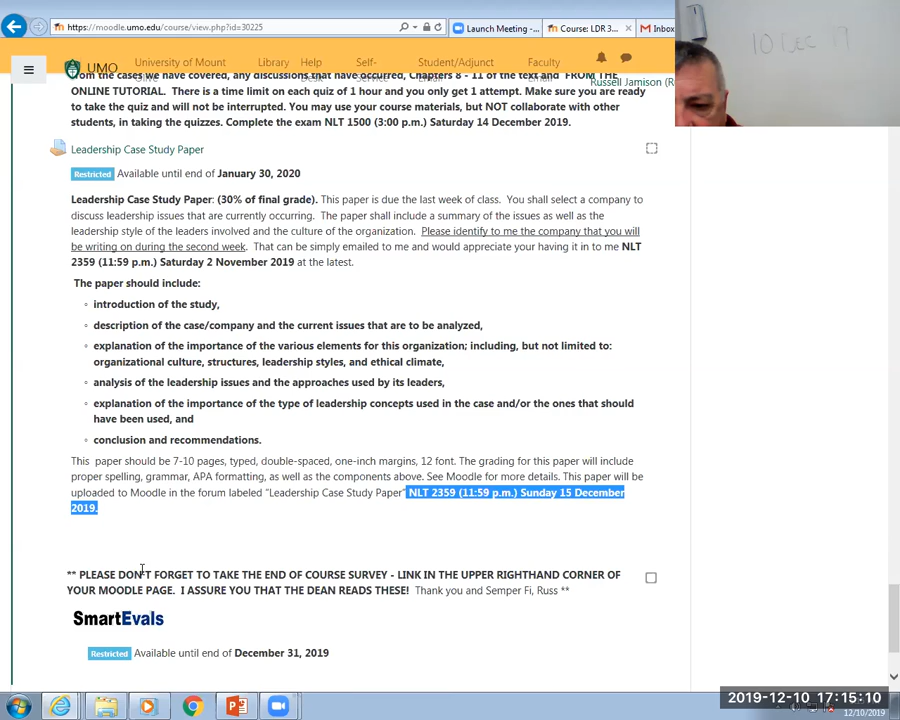 https://moodle.umo.edu/course/view.php?id=30225
Launch Meeting -...
Course: LDR 3...
Inbox
10 DEC 19
UMO
University of Mount
Olive
Library
Help
Desk
Self-
Service
Student/Adjunct
Email
Faculty
Email
Russell Jamison (R
from the cases we have covered, any discussions that have occurred, Chapters 8 - 11 of the text and FROM THE
ONLINE TUTORIAL. There is a time limit on each quiz of 1 hour and you only get 1 attempt. Make sure you are ready
to take the quiz and will not be interrupted. You may use your course materials, but NOT collaborate with other
students, in taking the quizzes. Complete the exam NLT 1500 (3:00 p.m.) Saturday 14 December 2019.
Leadership Case Study Paper
Restricted Available until end of January 30, 2020
Leadership Case Study Paper: (30% of final grade). This paper is due the last week of class. You shall select a company to
discuss leadership issues that are currently occurring. The paper shall include a summary of the issues as well as the
leadership style of the leaders involved and the culture of the organization. Please identify to me the company that you will
be writing on during the second week. That can be simply emailed to me and would appreciate your having it in to me NLT
2359 (11:59 p.m.) Saturday 2 November 2019 at the latest.
The paper should include:
introduction of the study,
description of the case/company and the current issues that are to be analyzed,
explanation of the importance of the various elements for this organization; including, but not limited to:
organizational culture, structures, leadership styles, and ethical climate,
analysis of the leadership issues and the approaches used by its leaders,
explanation of the importance of the type of leadership concepts used in the case and/or the ones that should
have been used, and
conclusion and recommendations.
This paper should be 7-10 pages, typed, double-spaced, one-inch margins, 12 font. The grading for this paper will include
proper spelling, grammar, APA formatting, as well as the components above. See Moodle for more details. This paper will be
uploaded to Moodle in the forum labeled "Leadership Case Study Paper" NLT 2359 (11:59 p.m.) Sunday 15 December
2019.
** PLEASE DON'T FORGET TO TAKE THE END OF COURSE SURVEY - LINK IN THE UPPER RIGHTHAND CORNER OF
YOUR MOODLE PAGE. I ASSURE YOU THAT THE DEAN READS THESE! Thank you and Semper Fi, Russ **
SmartEvals
Restricted Available until end of December 31, 2019
2019-12-10 17:15:10
12/10/2019